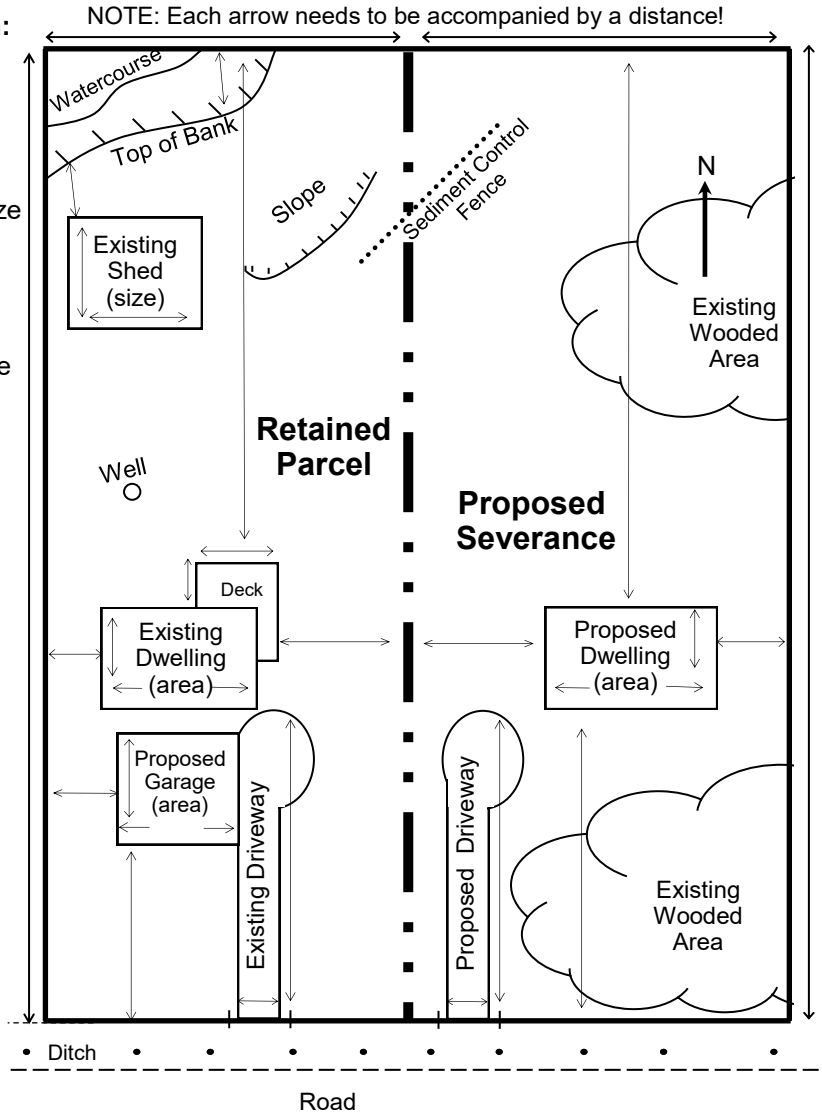 NOTE: Each arrow needs to be accompanied by a distance!
:
Watercourse
Top of Bank
Slope
Sediment Control
Fence
N
ze
Existing
Shed
(size)
Existing
Wooded
Area
e
Retained
Parcel
Well
Proposed
Severance
Deck
Existing
Dwelling
(area)
Proposed
Dwelling
(area)
Proposed
Garage
(area)
Existing Driveway
Proposed Driveway
Existing
Wooded
Area
Ditch
Road